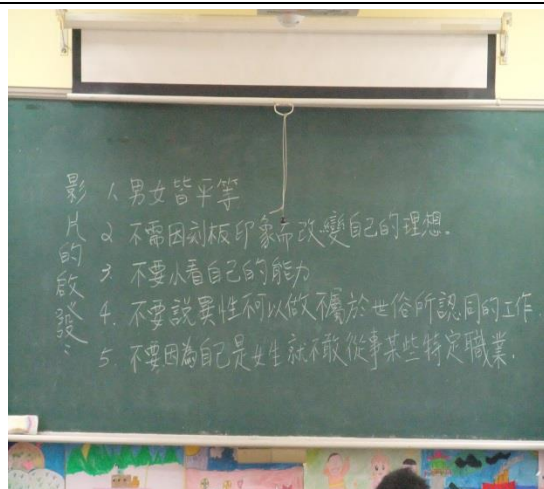 影片的啟發：
1. 男女皆平等
2. 不需因刻板印象而改變自己的理想。
3. 不要小看自己的能力
4. 不要說異性不可以做不屬於世俗所認同的工作.
5. 不要因為自己是女生就不敢從事某些特定職業.